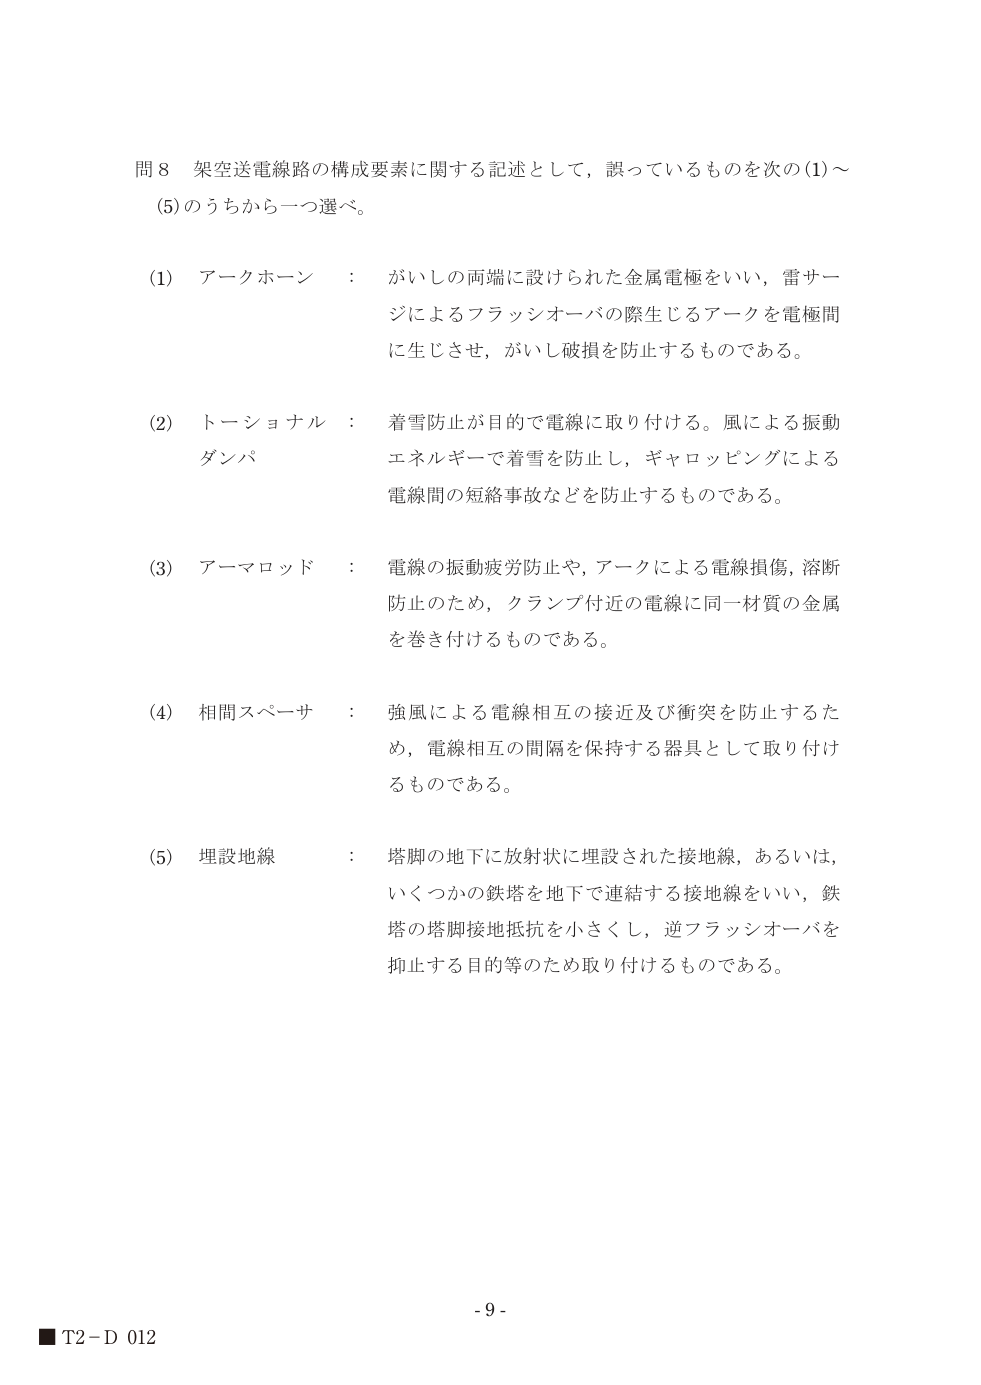 問８　架空送電線路の構成要素に関する記述として，誤っているものを次の(1)～
(5)のうちから一つ選べ。
(1)　アークホーン　：　がいしの両端に設けられた金属電極をいい，雷サー
ジによるフラッシオーバの際生じるアークを電極間
に生じさせ，がいし破損を防止するものである。
(2)　トーショナル　：　着雪防止が目的で電線に取り付ける。風による振動
ダンパ　エネルギーで着雪を防止し，ギャロッピングによる
電線間の短絡事故などを防止するものである。
(3)　アーマロッド　：　電線の振動疲労防止や，アークによる電線損傷，溶断
防止のため，クランプ付近の電線に同一材質の金属
を巻き付けるものである。
(4)　相間スペーサ　：　強風による電線相互の接近及び衝突を防止するた
め，電線相互の間隔を保持する器具として取り付け
るものである。
(5)　埋設地線　：　塔脚の地下に放射状に埋設された接地線，あるいは，
いくつかの鉄塔を地下で連結する接地線をいい，鉄
塔の塔脚接地抵抗を小さくし，逆フラッシオーバを
抑止する目的等のため取り付けるものである。
- 9 -
■ T2－D 012